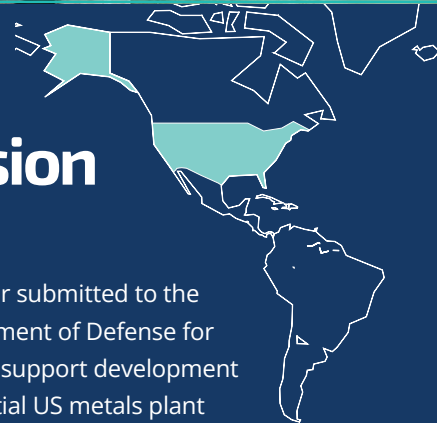 sion
r submitted to the
ment of Defense for
support development
tial US metals plant